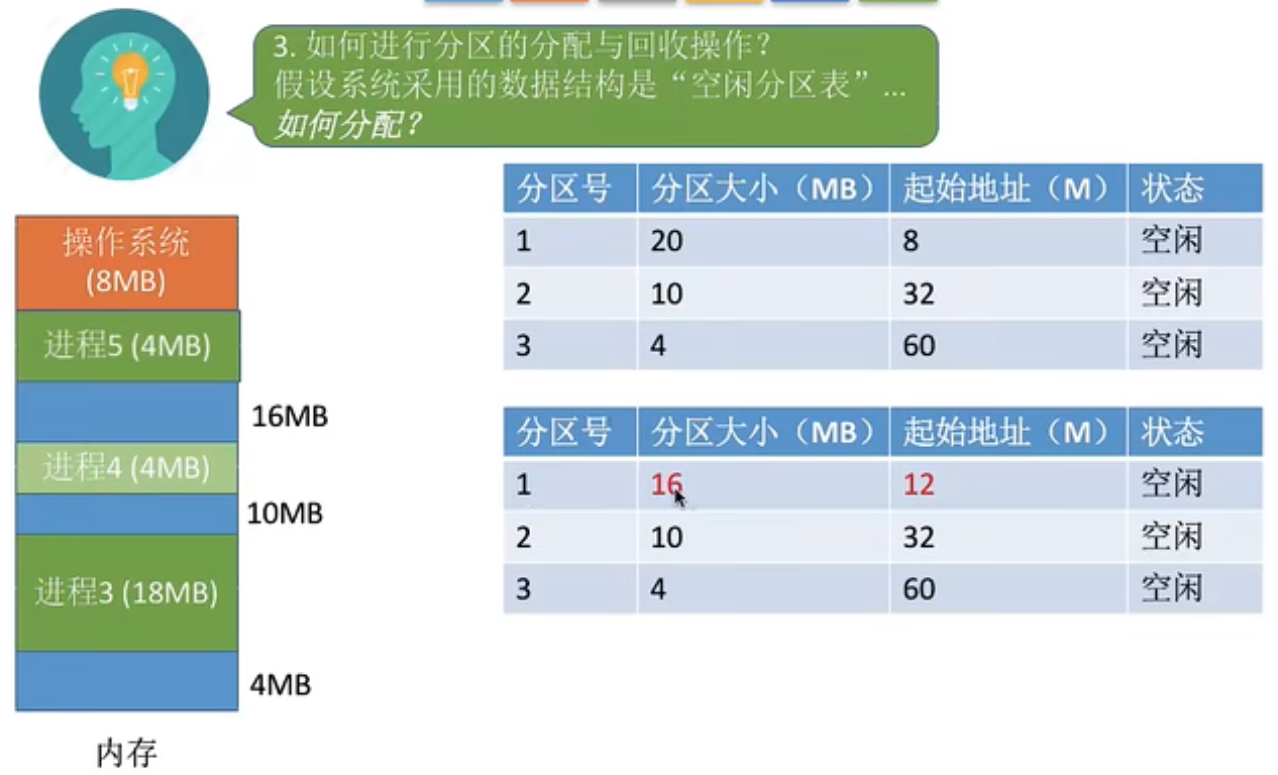 3. 如何进行分区的分配与回收操作？
假设系统采用的数据结构是“空闲分区表”...
如何分配？
操作系统
(8MB)
进程5 (4MB)
16MB
进程4 (4MB)
10MB
进程3 (18MB)
4MB
内存
分区号 分区大小（MB） 起始地址（M） 状态
1 20 8 空闲
2 10 32 空闲
3 4 60 空闲
分区号 分区大小（MB） 起始地址（M） 状态
1 16 12 空闲
2 10 32 空闲
3 4 60 空闲